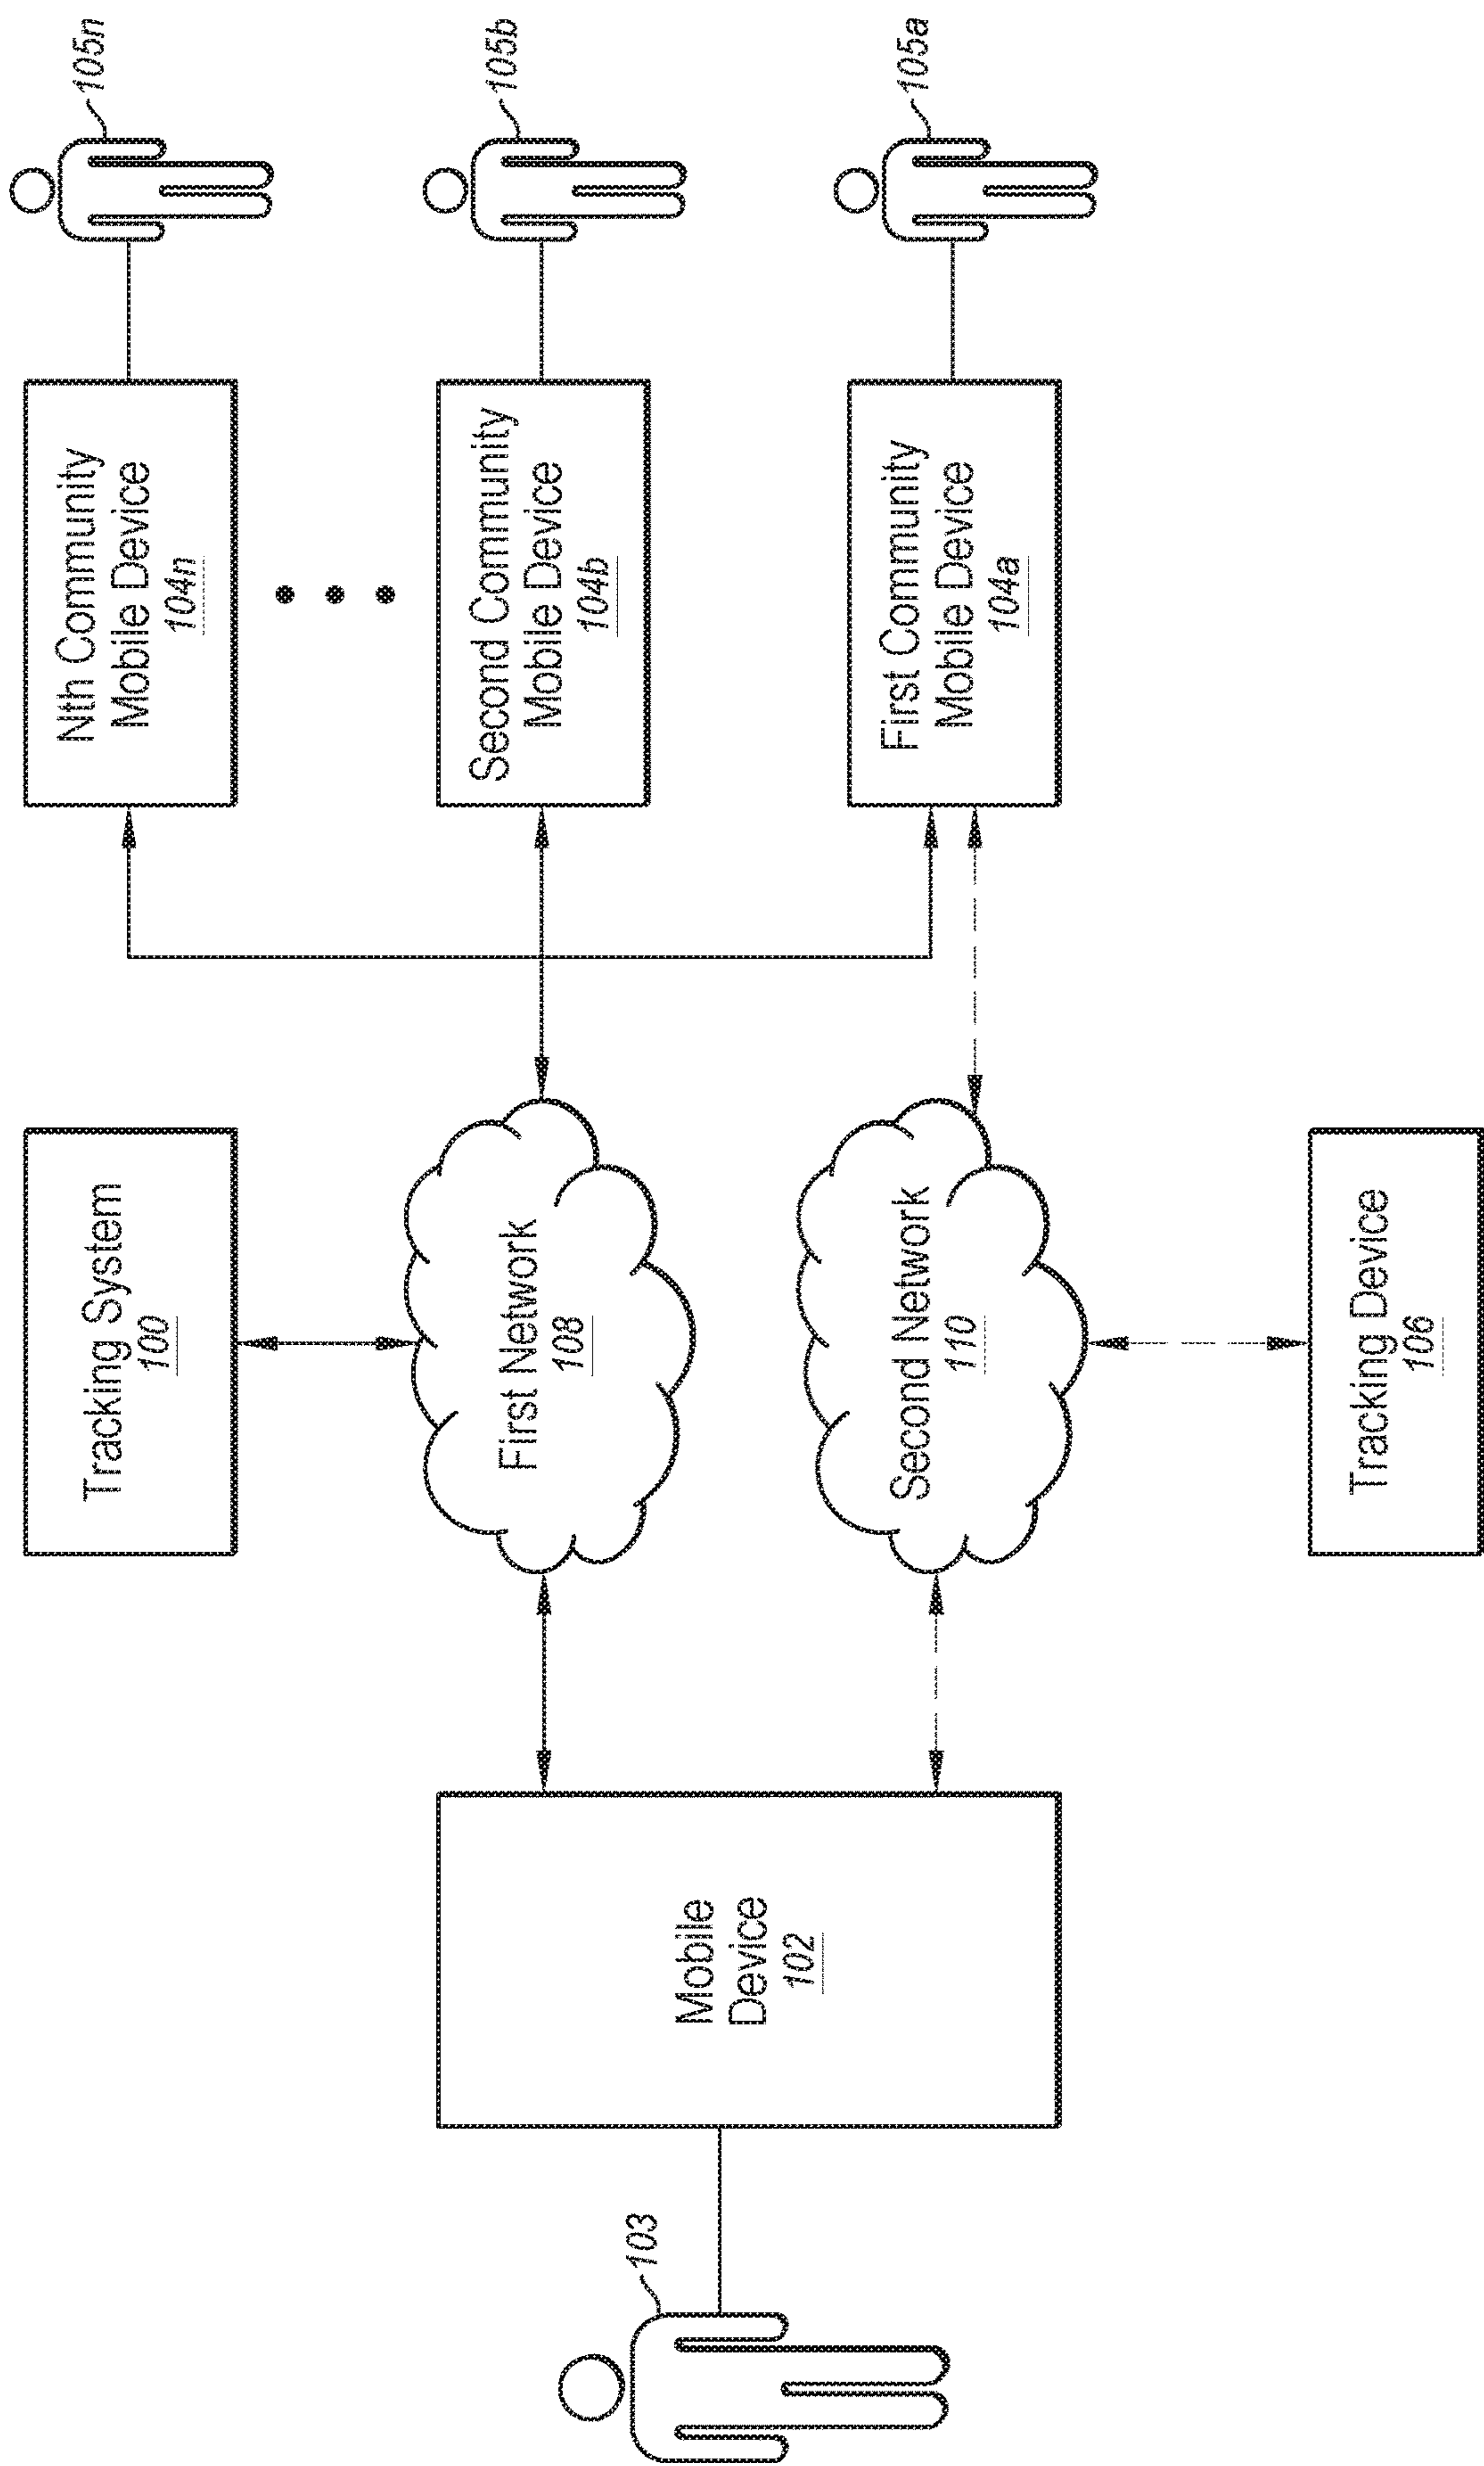 103
Mobile
Device
102
Tracking System
100
First Network
108
Second Network
110
Tracking Device
106
Nth Community
Mobile Device
104n
105n
Second Community
Mobile Device
104b
105b
First Community
Mobile Device
104a
105a